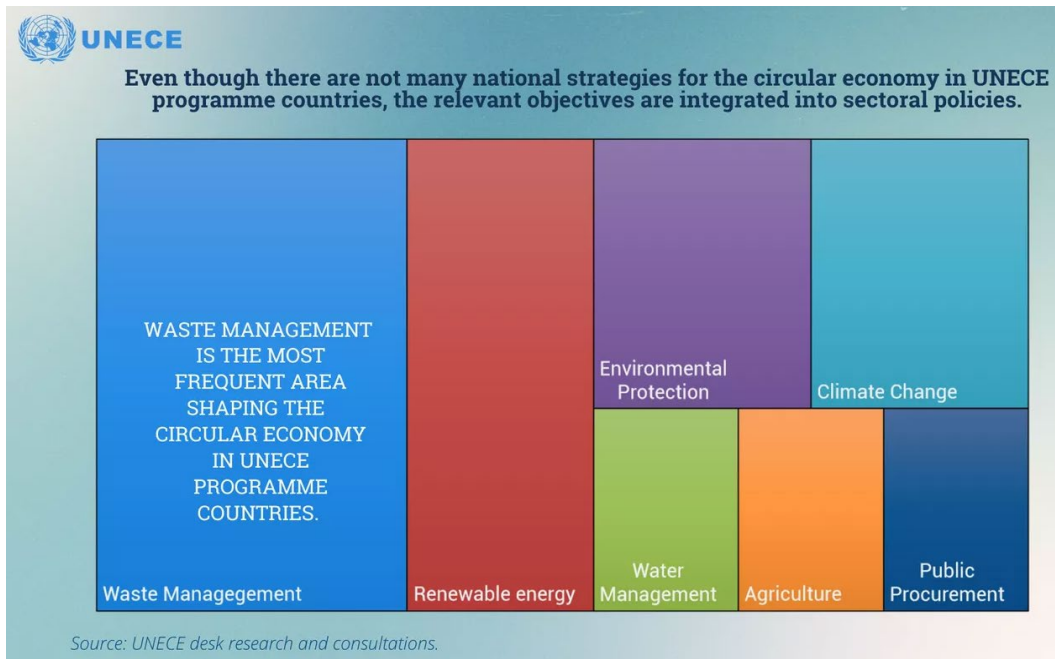 UNECE
Even though there are not many national strategies for the circular economy in UNECE
programme countries, the relevant objectives are integrated into sectoral policies.
WASTE MANAGEMENT
IS THE MOST
FREQUENT AREA
SHAPING THE
CIRCULAR ECONOMY
IN UNECE
PROGRAMME
COUNTRIES.
Waste Managegement
Renewable energy
Environmental
Protection
Climate Change
Water
Management
Agriculture
Public
Procurement
Source: UNECE desk research and consultations.